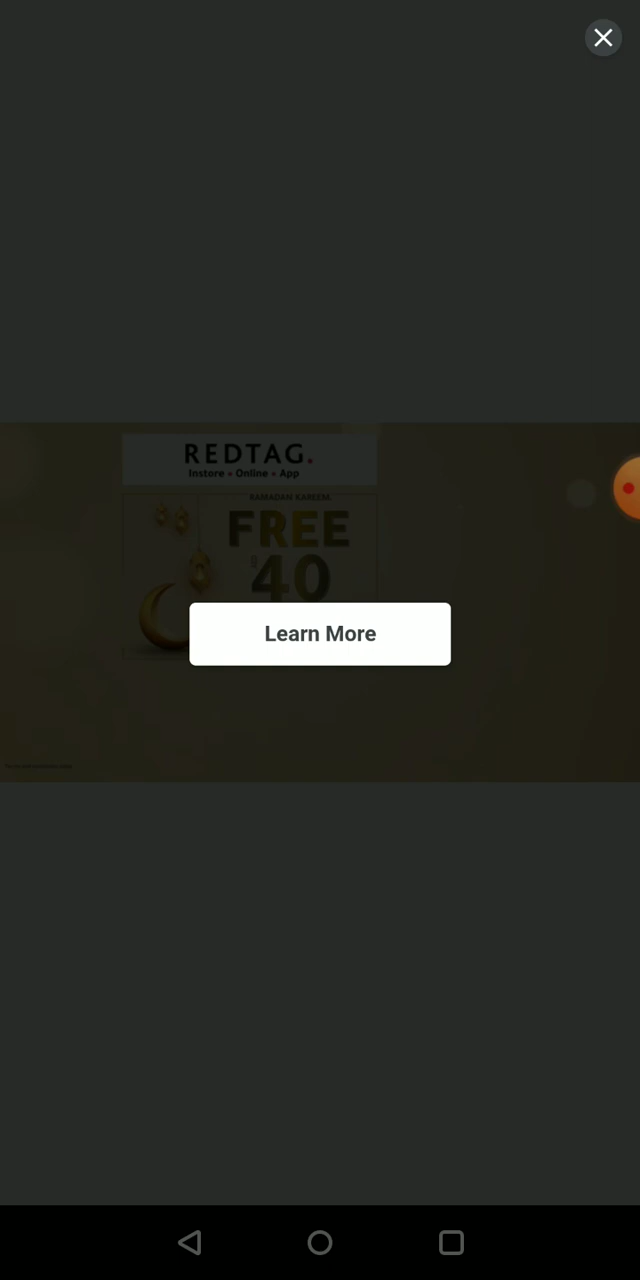 REDTAG.
Instore • Online • App
RAMADAN KAREEM
FREE
40
Learn More